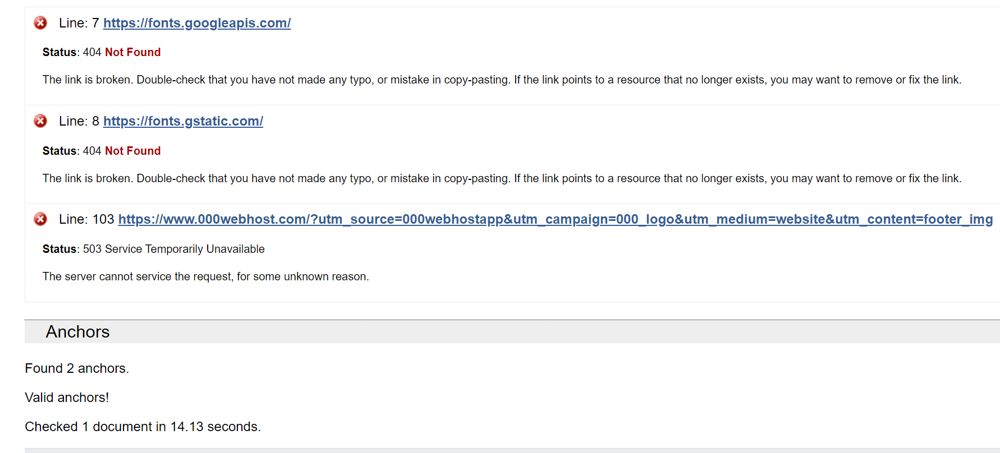 Line: 7 https://fonts.googleapis.com/
Status: 404 Not Found
The link is broken. Double-check that you have not made any typo, or mistake in copy-pasting. If the link points to a resource that no longer exists, you may want to remove or fix the link.
Line: 8 https://fonts.gstatic.com/
Status: 404 Not Found
The link is broken. Double-check that you have not made any typo, or mistake in copy-pasting. If the link points to a resource that no longer exists, you may want to remove or fix the link.
Line: 103 https://www.000webhost.com/?utm_source=000webhostapp&utm_campaign=000_logo&utm_medium=website&utm_content=footer_img
Status: 503 Service Temporarily Unavailable
The server cannot service the request, for some unknown reason.
Anchors
Found 2 anchors.
Valid anchors!
Checked 1 document in 14.13 seconds.